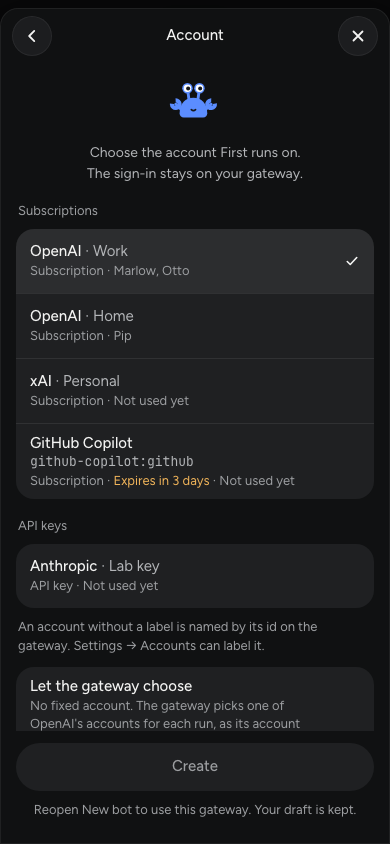 Account
Choose the account First runs on.
The sign-in stays on your gateway.
Subscriptions
OpenAI · Work
Subscription · Marlow, Otto
OpenAI · Home
Subscription · Pip
xAI · Personal
Subscription · Not used yet
GitHub Copilot
github-copilot:github
Subscription · Expires in 3 days · Not used yet
API keys
Anthropic · Lab key
API key · Not used yet
An account without a label is named by its id on the
gateway. Settings → Accounts can label it.
Let the gateway choose
No fixed account. The gateway picks one of
OpenAI's accounts for each run, as its account
Create
Reopen New bot to use this gateway. Your draft is kept.